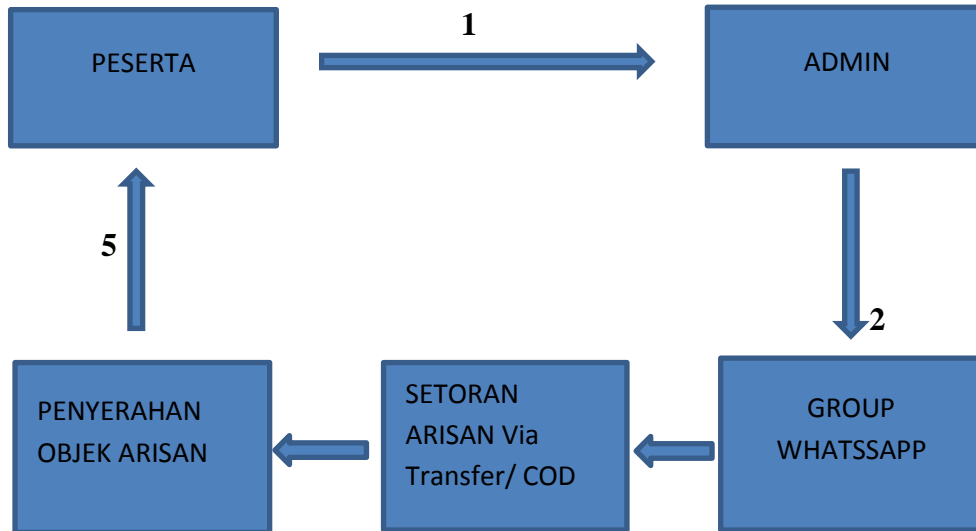 1
PESERTA
ADMIN
5
2
PENYERAHAN
OBJEK ARISAN
SETORAN
ARISAN Via
Transfer/ COD
GROUP
WHATSSAPP